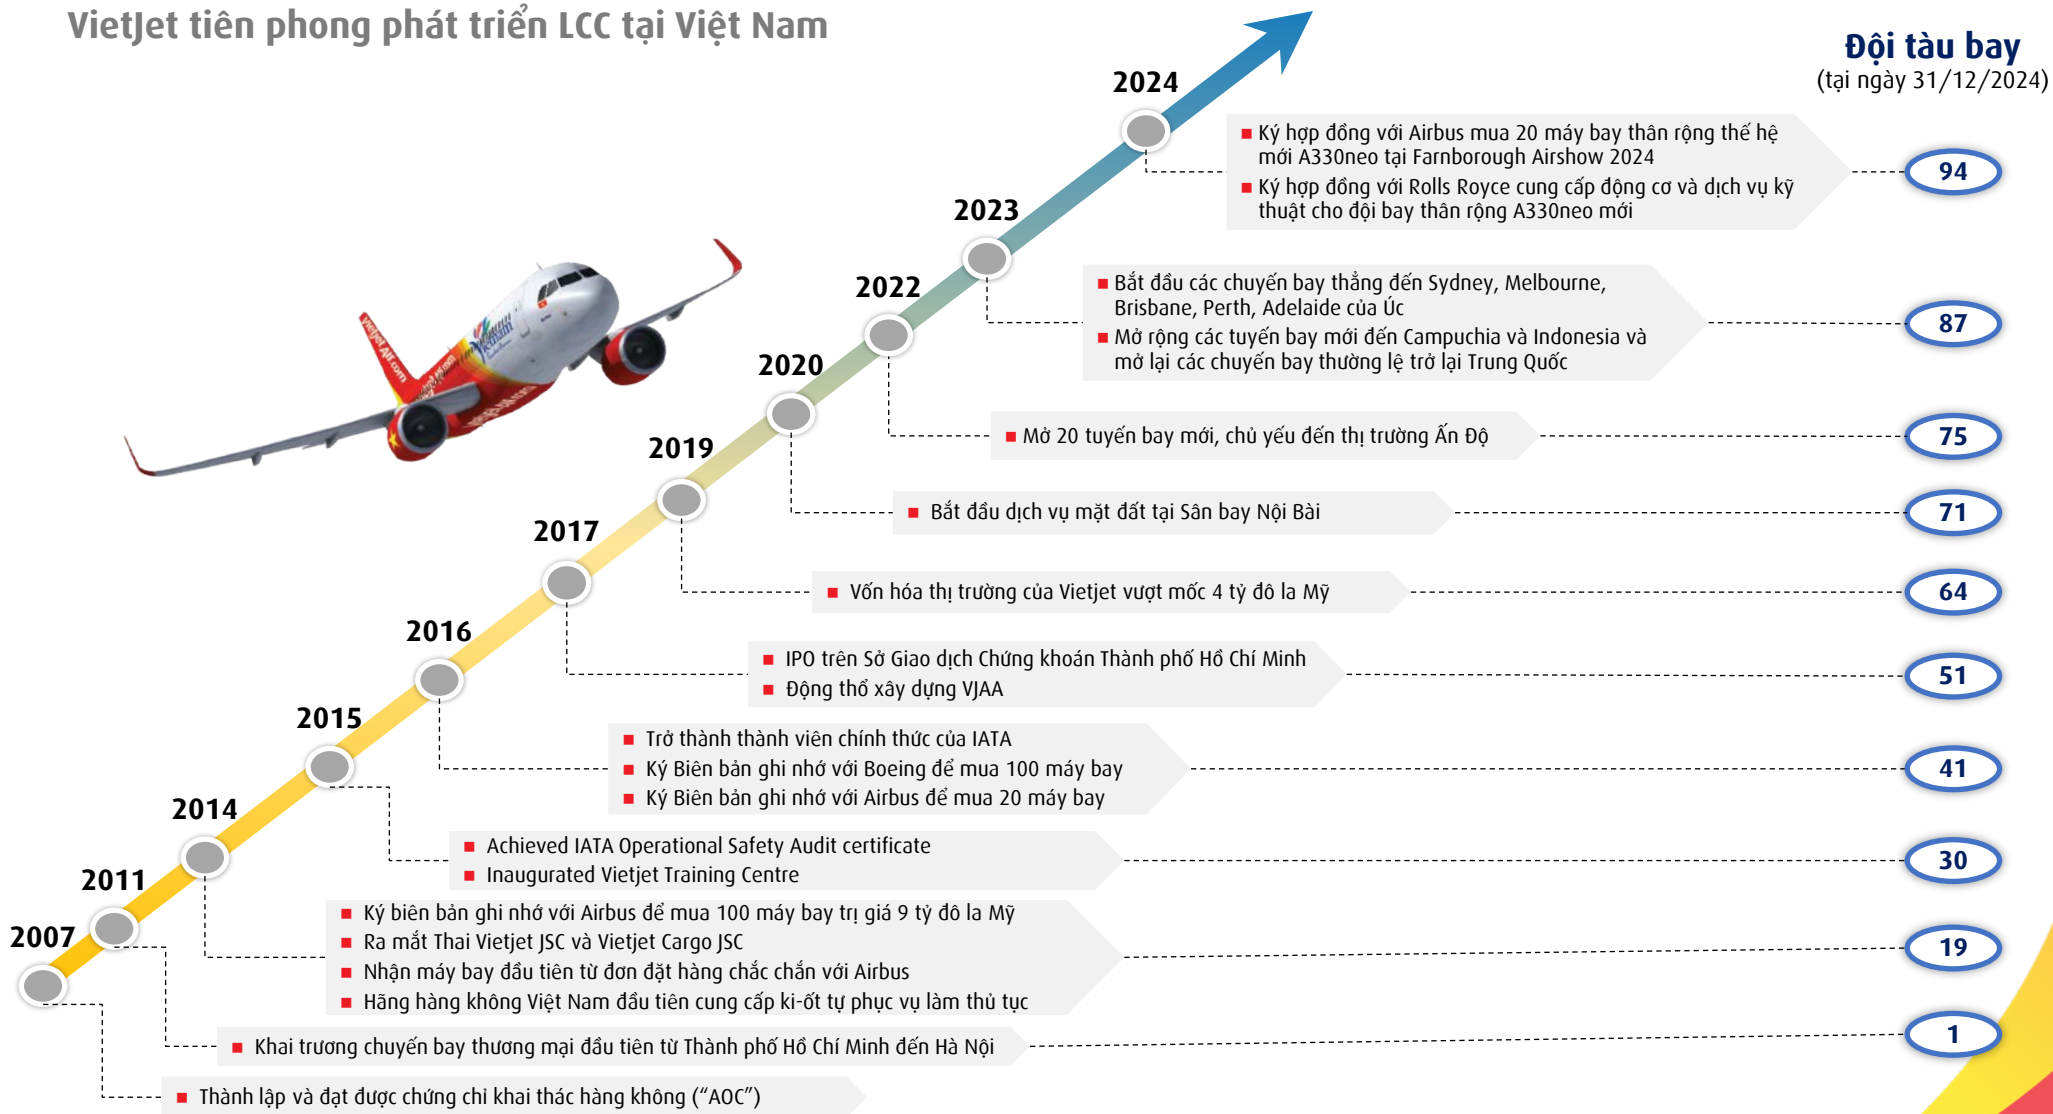 VietJet tiên phong phát triển LCC tại Việt Nam
Đội tàu bay
(tại ngày 31/12/2024)
2024
Ký hợp đồng với Airbus mua 20 máy bay thân rộng thế hệ
mới A330neo tại Farnborough Airshow 2024
Ký hợp đồng với Rolls Royce cung cấp động cơ và dịch vụ kỹ
thuật cho đội bay thân rộng A330neo mới
94
2023
Bắt đầu các chuyến bay thẳng đến Sydney, Melbourne,
Brisbane, Perth, Adelaide của Úc
Mở rộng các tuyến bay mới đến Campuchia và Indonesia và
mở lại các chuyến bay thường lệ trở lại Trung Quốc
87
2022
Mở 20 tuyến bay mới, chủ yếu đến thị trường Ấn Độ
75
2020
Bắt đầu dịch vụ mặt đất tại Sân bay Nội Bài
71
2019
Vốn hóa thị trường của Vietjet vượt mốc 4 tỷ đô la Mỹ
64
2017
IPO trên Sở Giao dịch Chứng khoán Thành phố Hồ Chí Minh
Động thổ xây dựng VJAA
51
2016
Trở thành thành viên chính thức của IATA
Ký Biên bản ghi nhớ với Boeing để mua 100 máy bay
Ký Biên bản ghi nhớ với Airbus để mua 20 máy bay
41
2015
Achieved IATA Operational Safety Audit certificate
Inaugurated Vietjet Training Centre
30
2014
Ký biên bản ghi nhớ với Airbus để mua 100 máy bay trị giá 9 tỷ đô la Mỹ
Ra mắt Thai Vietjet JSC và Vietjet Cargo JSC
Nhận máy bay đầu tiên từ đơn đặt hàng chắc chắn với Airbus
Hãng hàng không Việt Nam đầu tiên cung cấp ki-ốt tự phục vụ làm thủ tục
19
2011
Khai trương chuyến bay thương mại đầu tiên từ Thành phố Hồ Chí Minh đến Hà Nội
1
2007
Thành lập và đạt được chứng chỉ khai thác hàng không (“AOC”)
vietjet Air.com
Vietnam